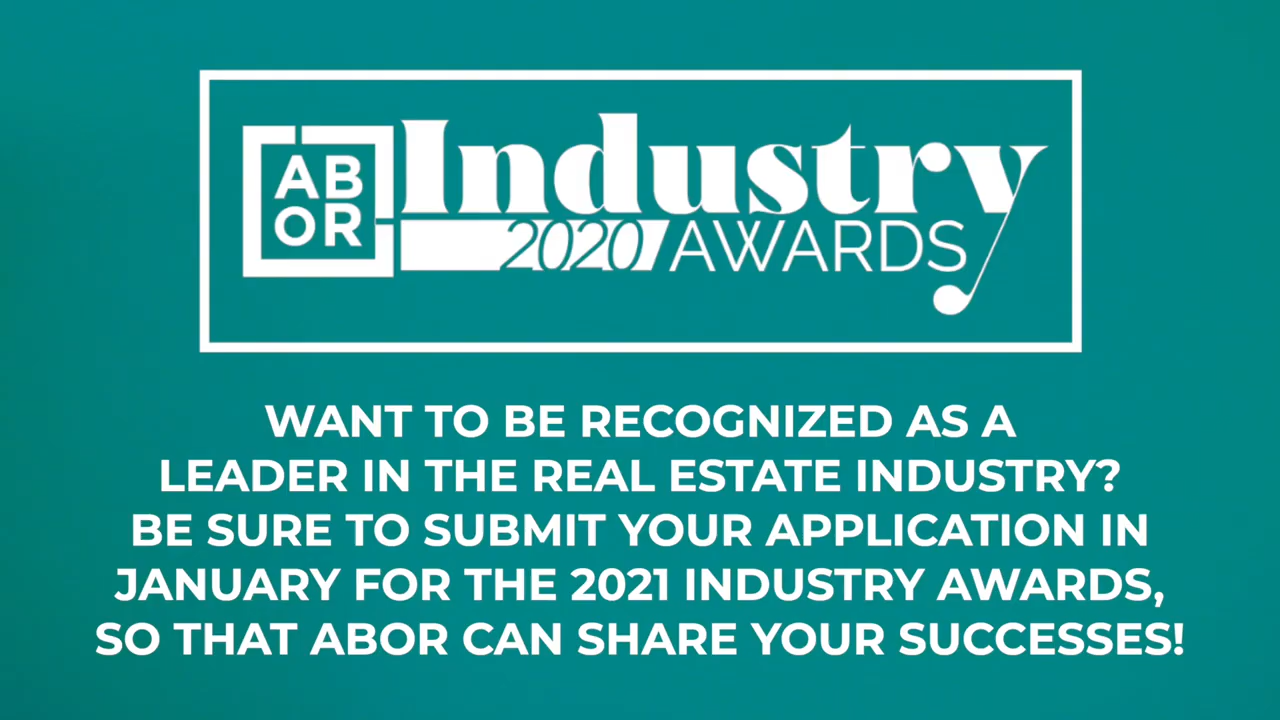 AB
OR
Industry
2020 AWARDS
WANT TO BE RECOGNIZED AS A
LEADER IN THE REAL ESTATE INDUSTRY?
BE SURE TO SUBMIT YOUR APPLICATION IN
JANUARY FOR THE 2021 INDUSTRY AWARDS,
SO THAT ABOR CAN SHARE YOUR SUCCESSES!